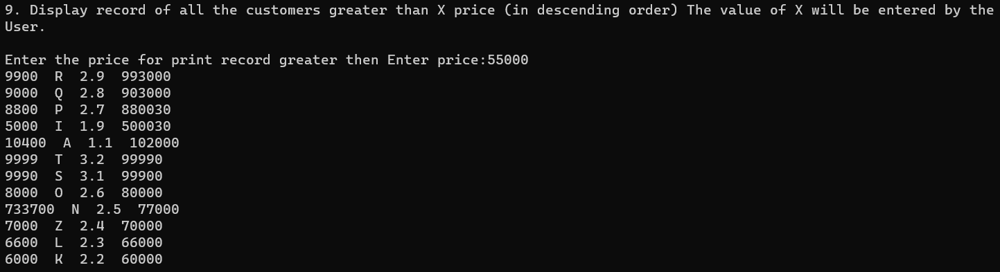 9. Display record of all the customers greater than X price (in descending order) The value of X will be entered by the
User.
Enter the price for print record greater then Enter price:55000
9900  R  2.9  993000
9000  Q  2.8  903000
8800  P  2.7  880030
5000  I  1.9  500030
10400  A  1.1  102000
9999  T  3.2  99990
9990  S  3.1  99900
8000  O  2.6  80000
733700  N  2.5  77000
7000  Z  2.4  70000
6600  L  2.3  66000
6000  K  2.2  60000